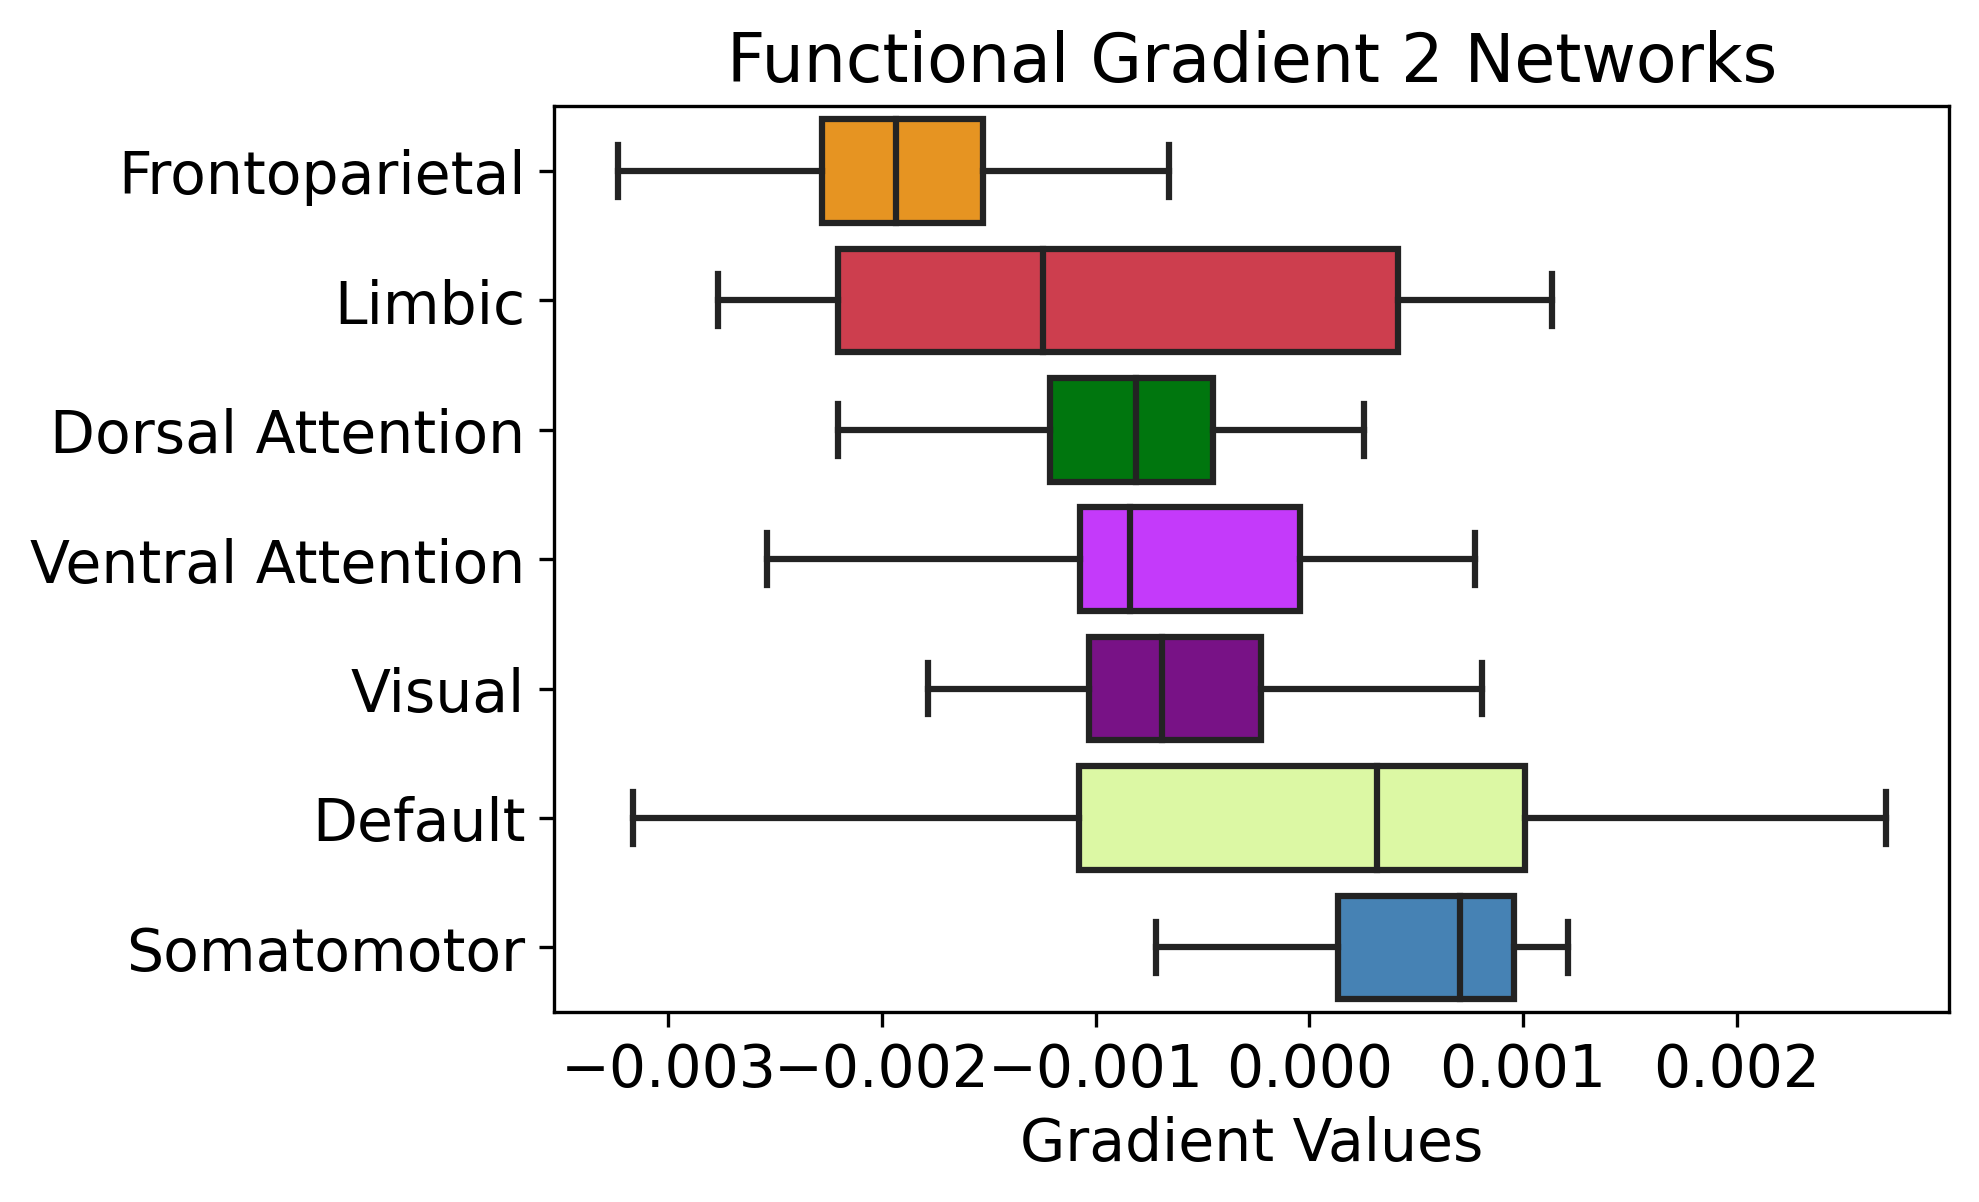 Functional Gradient 2 Networks
Frontoparietal
Limbic
Dorsal Attention
Ventral Attention
Visual
Default
Somatomotor
−0.003 −0.002 −0.001 0.000 0.001 0.002
Gradient Values